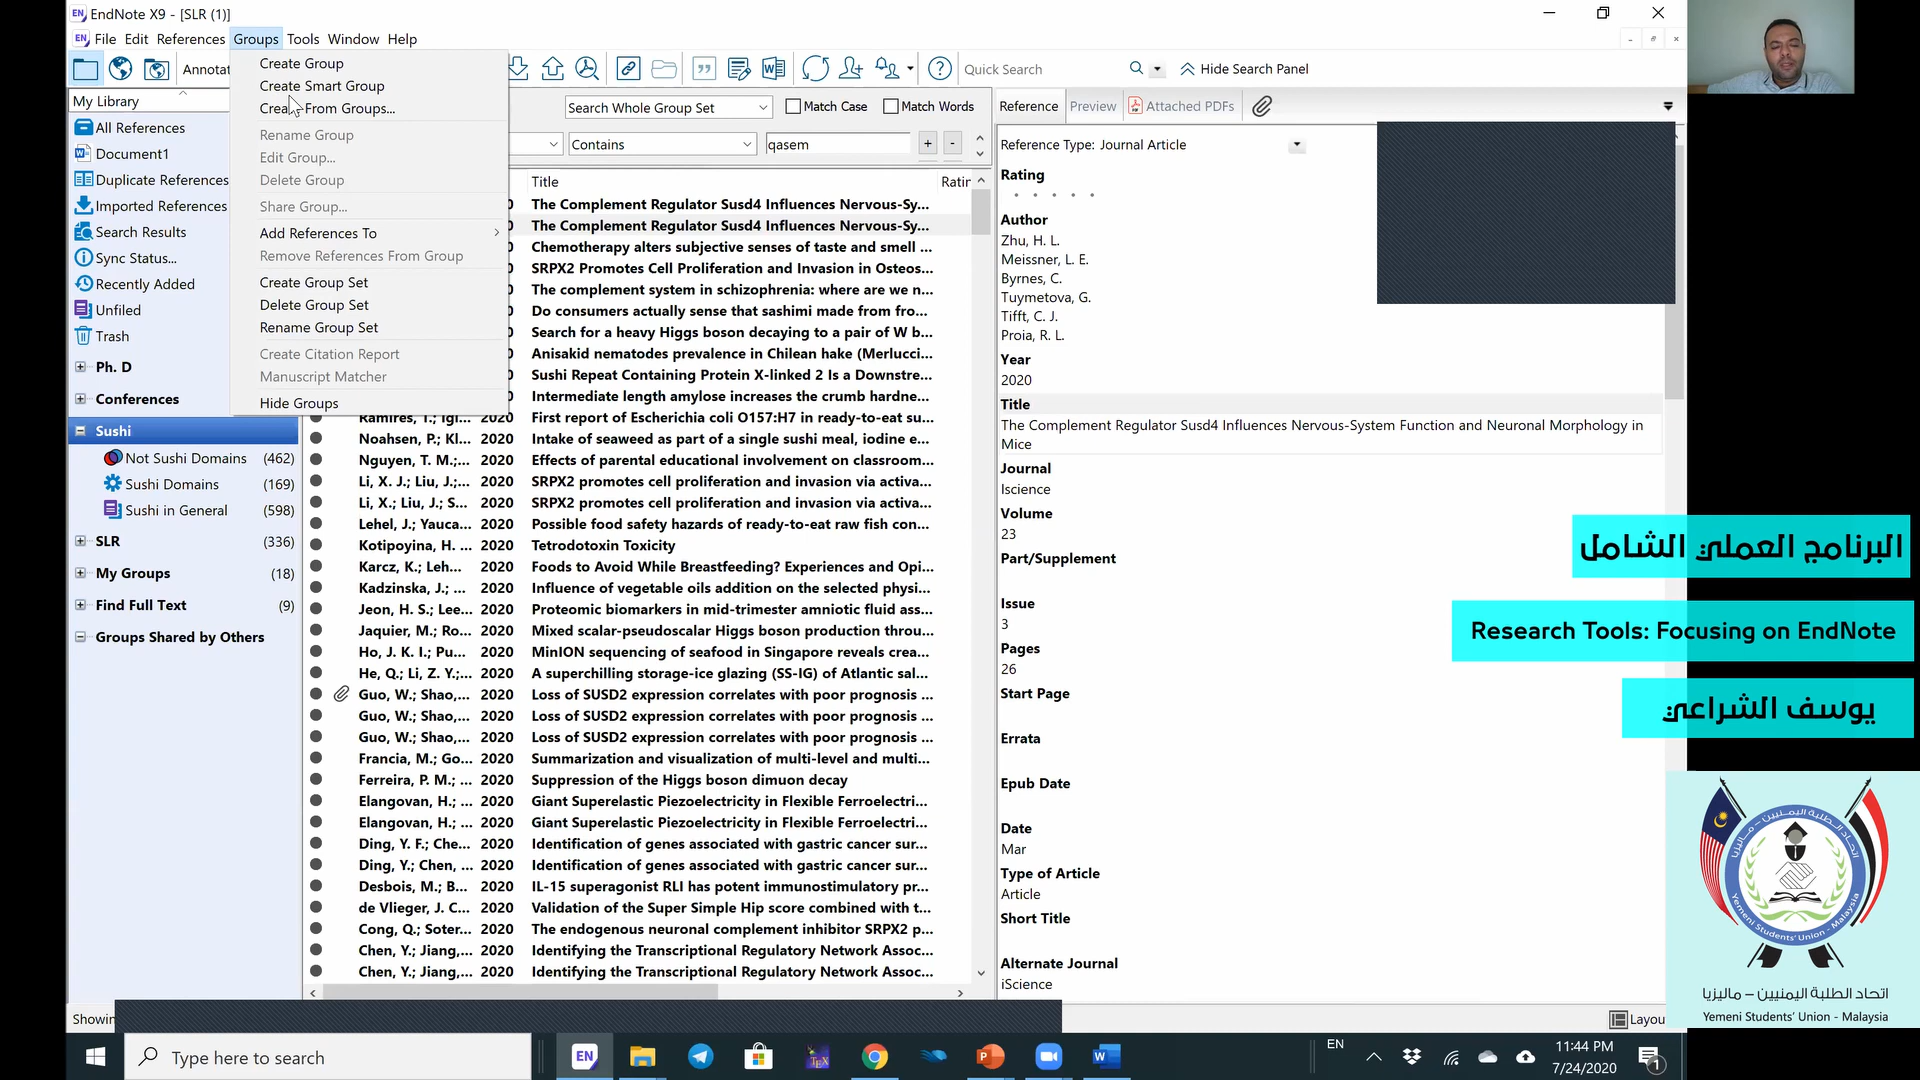 EndNote X9 - [SLR (1)]
File Edit References Groups Tools Window Help
Annotat
Quick Search
Hide Search Panel
Create Group
Create Smart Group
Create From Groups...
Rename Group
Edit Group...
Delete Group
Share Group...
Add References To
Remove References From Group
Create Group Set
Delete Group Set
Rename Group Set
Create Citation Report
Manuscript Matcher
Hide Groups
My Library
All References
Document1
Duplicate References
Imported References
Search Results
Sync Status...
Recently Added
Unfiled
Trash
Ph. D
Conferences
Sushi
Not Sushi Domains (462)
Sushi Domains (169)
Sushi in General (598)
SLR (336)
My Groups (18)
Find Full Text (9)
Groups Shared by Others
Search Whole Group Set Match Case Match Words
Contains qasem + -
Title Ratin
The Complement Regulator Susd4 Influences Nervous-Sy...
The Complement Regulator Susd4 Influences Nervous-Sy...
Chemotherapy alters subjective senses of taste and smell ...
SRPX2 Promotes Cell Proliferation and Invasion in Osteos...
The complement system in schizophrenia: where are we n...
Do consumers actually sense that sashimi made from fro...
Search for a heavy Higgs boson decaying to a pair of W b...
Anisakid nematodes prevalence in Chilean hake (Merlucci...
Sushi Repeat Containing Protein X-linked 2 Is a Downstre...
Intermediate length amylose increases the crumb hardne...
Ramires, T.; Igl... 2020 First report of Escherichia coli O157:H7 in ready-to-eat su...
Noahsen, P.; Kl... 2020 Intake of seaweed as part of a single sushi meal, iodine e...
Nguyen, T. M.;... 2020 Effects of parental educational involvement on classroom...
Li, X. J.; Liu, J.;... 2020 SRPX2 promotes cell proliferation and invasion via activa...
Li, X.; Liu, J.; S... 2020 SRPX2 promotes cell proliferation and invasion via activa...
Lehel, J.; Yauca... 2020 Possible food safety hazards of ready-to-eat raw fish con...
Kotipoyina, H. ... 2020 Tetrodotoxin Toxicity
Karcz, K.; Leh... 2020 Foods to Avoid While Breastfeeding? Experiences and Opi...
Kadzinska, J.; ... 2020 Influence of vegetable oils addition on the selected physi...
Jeon, H. S.; Lee... 2020 Proteomic biomarkers in mid-trimester amniotic fluid ass...
Jaquier, M.; Ro... 2020 Mixed scalar-pseudoscalar Higgs boson production throu...
Ho, J. K. I.; Pu... 2020 MinION sequencing of seafood in Singapore reveals crea...
He, Q.; Li, Z. Y.;... 2020 A superchilling storage-ice glazing (SS-IG) of Atlantic sal...
Guo, W.; Shao,... 2020 Loss of SUSD2 expression correlates with poor prognosis ...
Guo, W.; Shao,... 2020 Loss of SUSD2 expression correlates with poor prognosis ...
Guo, W.; Shao,... 2020 Loss of SUSD2 expression correlates with poor prognosis ...
Francia, M.; Go... 2020 Summarization and visualization of multi-level and multi...
Ferreira, P. M.; ... 2020 Suppression of the Higgs boson dimuon decay
Elangovan, H.; ... 2020 Giant Superelastic Piezoelectricity in Flexible Ferroelectri...
Elangovan, H.; ... 2020 Giant Superelastic Piezoelectricity in Flexible Ferroelectri...
Ding, Y. F.; Che... 2020 Identification of genes associated with gastric cancer sur...
Ding, Y.; Chen, ... 2020 Identification of genes associated with gastric cancer sur...
Desbois, M.; B... 2020 IL-15 superagonist RLI has potent immunostimulatory pr...
de Vlieger, J. C... 2020 Validation of the Super Simple Hip score combined with t...
Cong, Q.; Soter... 2020 The endogenous neuronal complement inhibitor SRPX2 p...
Chen, Y.; Jiang,... 2020 Identifying the Transcriptional Regulatory Network Assoc...
Chen, Y.; Jiang,... 2020 Identifying the Transcriptional Regulatory Network Assoc...
Showin
Reference Preview Attached PDFs
Reference Type: Journal Article
Rating
Author
Zhu, H. L.
Meissner, L. E.
Byrnes, C.
Tuymetova, G.
Tifft, C. J.
Proia, R. L.
Year
2020
Title
The Complement Regulator Susd4 Influences Nervous-System Function and Neuronal Morphology in
Mice
Journal
Iscience
Volume
23
Part/Supplement
Issue
3
Pages
26
Start Page
Errata
Epub Date
Date
Mar
Type of Article
Article
Short Title
Alternate Journal
iScience
Layou
البرنامج العملي الشامل
Research Tools: Focusing on EndNote
يوسف الشراعي
اتحاد الطلبة اليمنيين - ماليزيا
Yemeni Students' Union - Malaysia
اتحاد الطلبة اليمنيين – ماليزيا
Yemeni Students' Union - Malaysia
Type here to search
EN
11:44 PM
7/24/2020
1